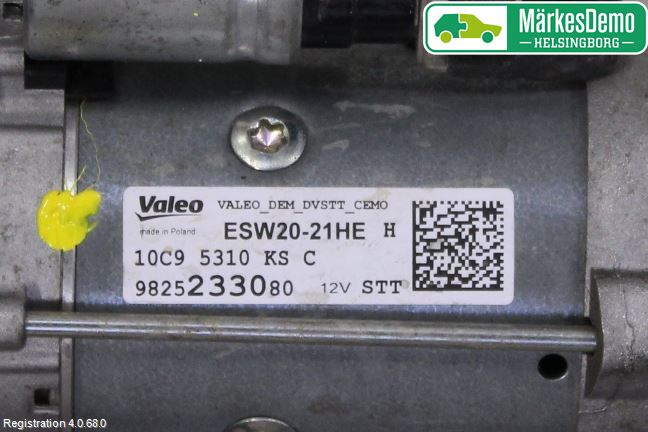 MärkesDemo
HELSINGBORG
Valeo VALEO_DEM_DVSTT_CEMO
made in Poland ESW20-21HE H
10C9 5310 KS C
9825233080 12V STT
Registration 4.0.68.0